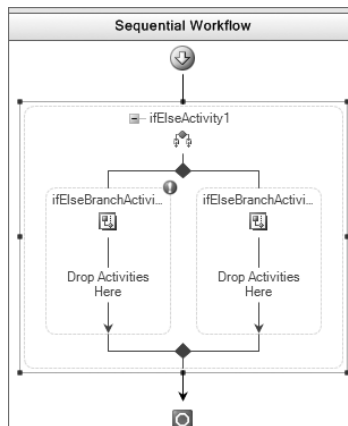 Sequential Workflow
ifElseActivity1
ifElseBranchActivi...
ifElseBranchActivi...
Drop Activities
Here
Drop Activities
Here